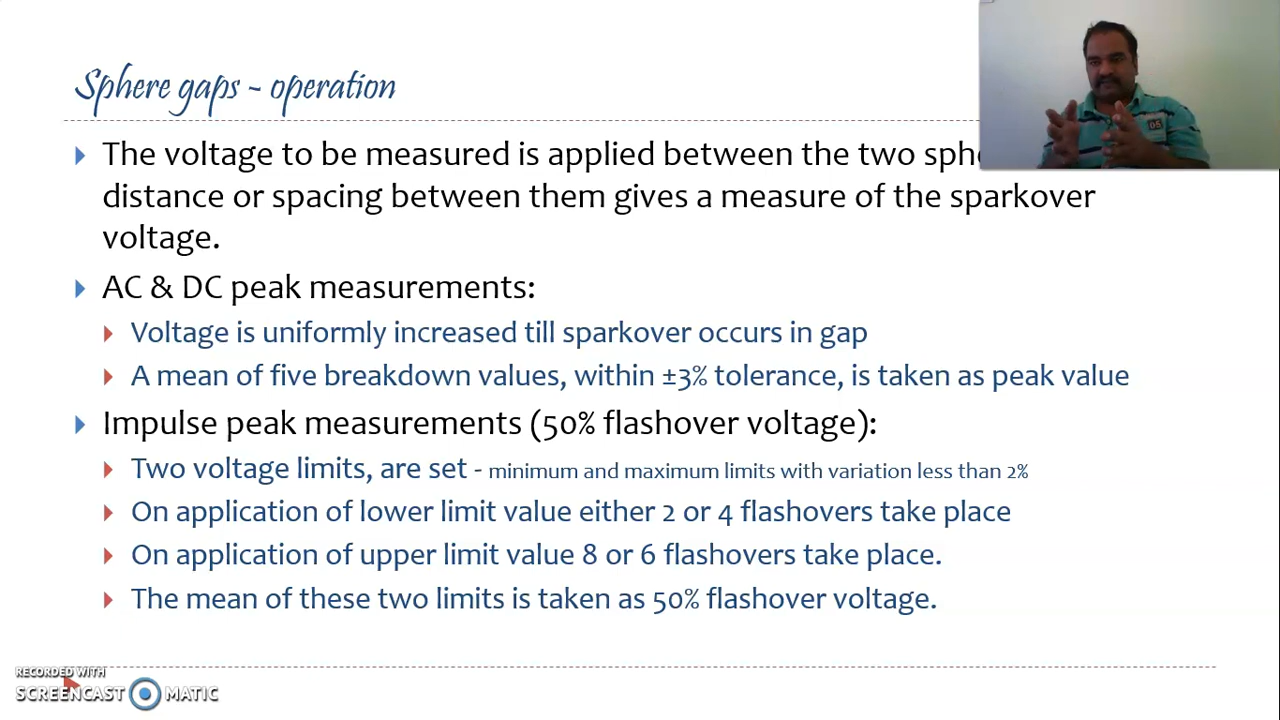 Sphere gaps - operation
The voltage to be measured is applied between the two
distance or spacing between them gives a measure of the sparkover
voltage.
AC & DC peak measurements:
Voltage is uniformly increased till sparkover occurs in gap
A mean of five breakdown values, within ±3% tolerance, is taken as peak value
Impulse peak measurements (50% flashover voltage):
Two voltage limits, are set - minimum and maximum limits with variation less than 2%
On application of lower limit value either 2 or 4 flashovers take place
On application of upper limit value 8 or 6 flashovers take place.
The mean of these two limits is taken as 50% flashover voltage.
RECORDED WITH
SCREENCAST MATIC